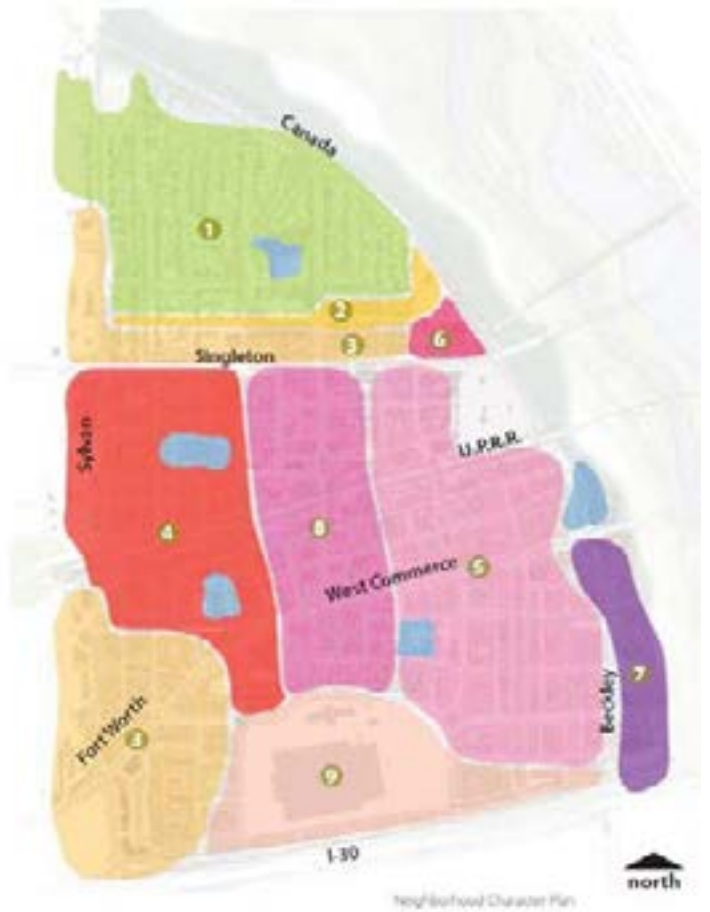 Canada
1
2
3
6
Singleton
Sylvan
U.P.R.R.
4
8
West Commerce
5
7
Beckley
Fort Worth
3
9
I-30
north
Neighborhood Character Plan